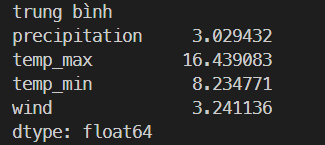 trung bình
precipitation     3.029432
temp_max         16.439083
temp_min          8.234771
wind              3.241136
dtype: float64